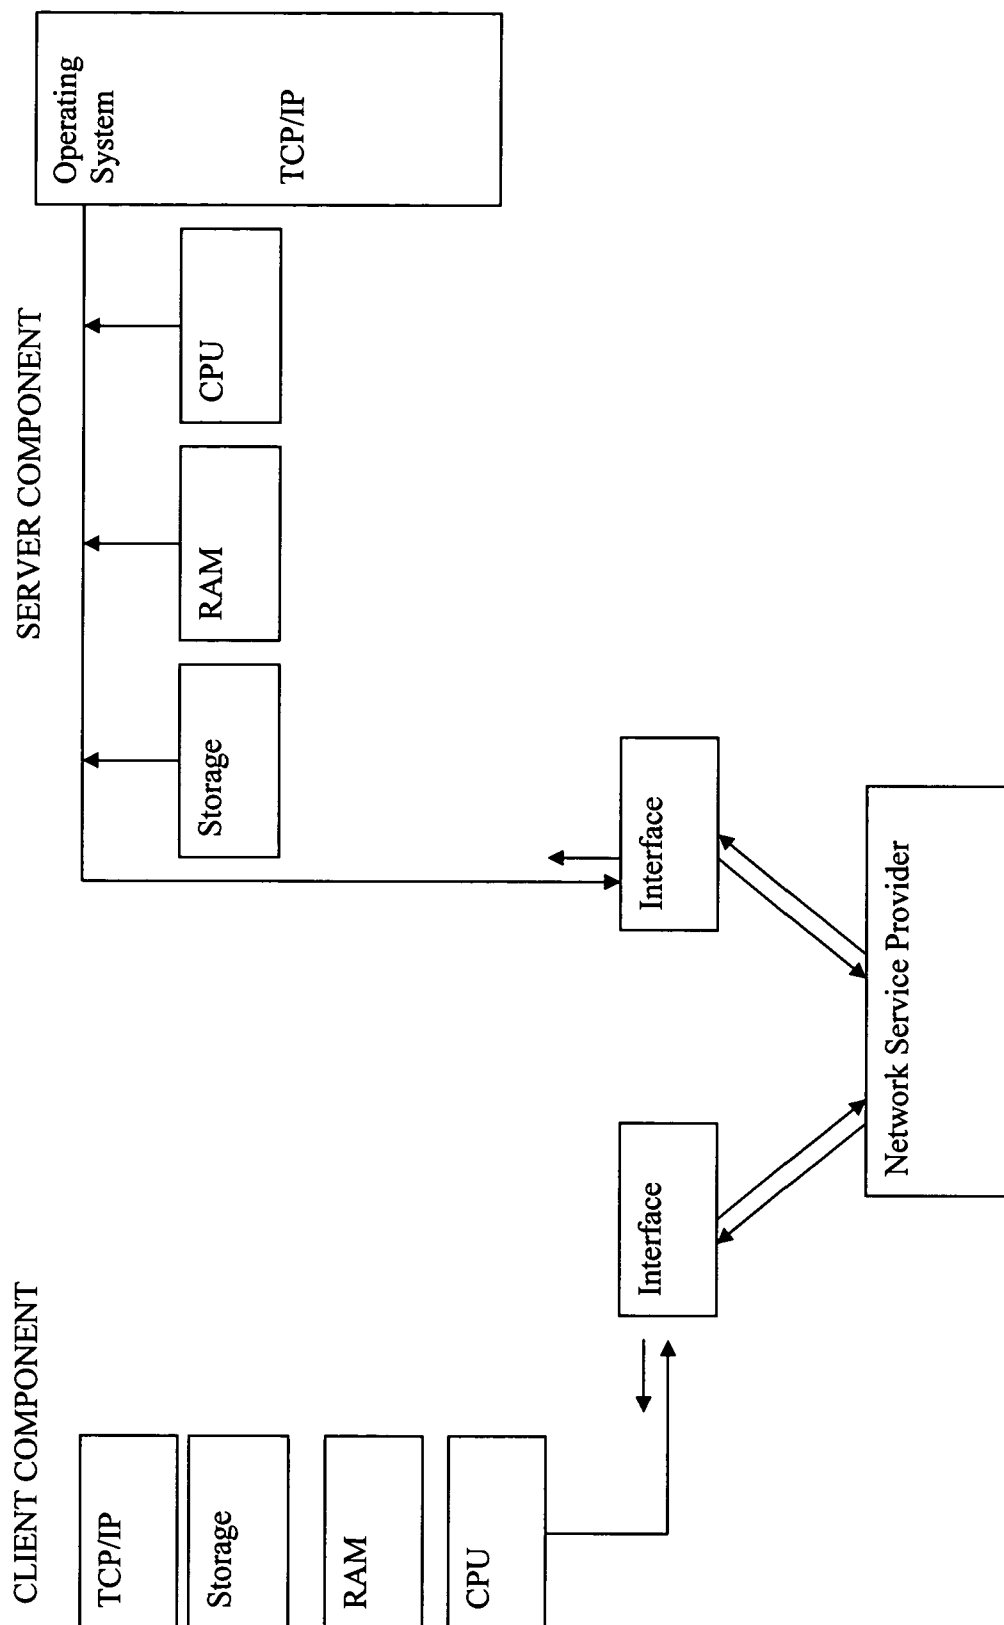 CLIENT COMPONENT
TCP/IP
Storage
RAM
CPU
Interface
Network Service Provider
Interface
SERVER COMPONENT
Storage
RAM
CPU
Operating
System
TCP/IP